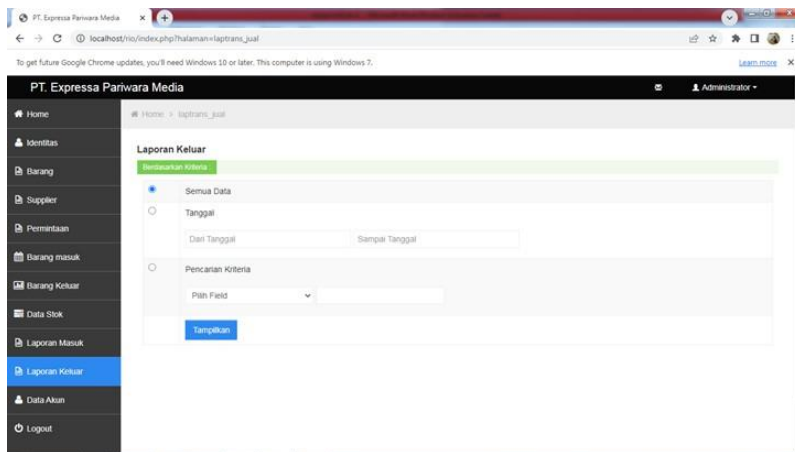 PT. Expressa Pariwara Media
localhost/rio/index.php?halaman=laptrans_jual
To get future Google Chrome updates, you'll need Windows 10 or later. This computer is using Windows 7.
Learn more
PT. Expressa Pariwara Media
Administrator
Home
Home > laptrans_jual
Identitas
Laporan Keluar
Berdasarkan Kriteria
Barang
Semua Data
Supplier
Tanggal
Permintaan
Dari Tanggal
Sampai Tanggal
Barang masuk
Pencarian Kriteria
Barang Keluar
Pilih Field
Data Stok
Tampilkan
Laporan Masuk
Laporan Keluar
Data Akun
Logout